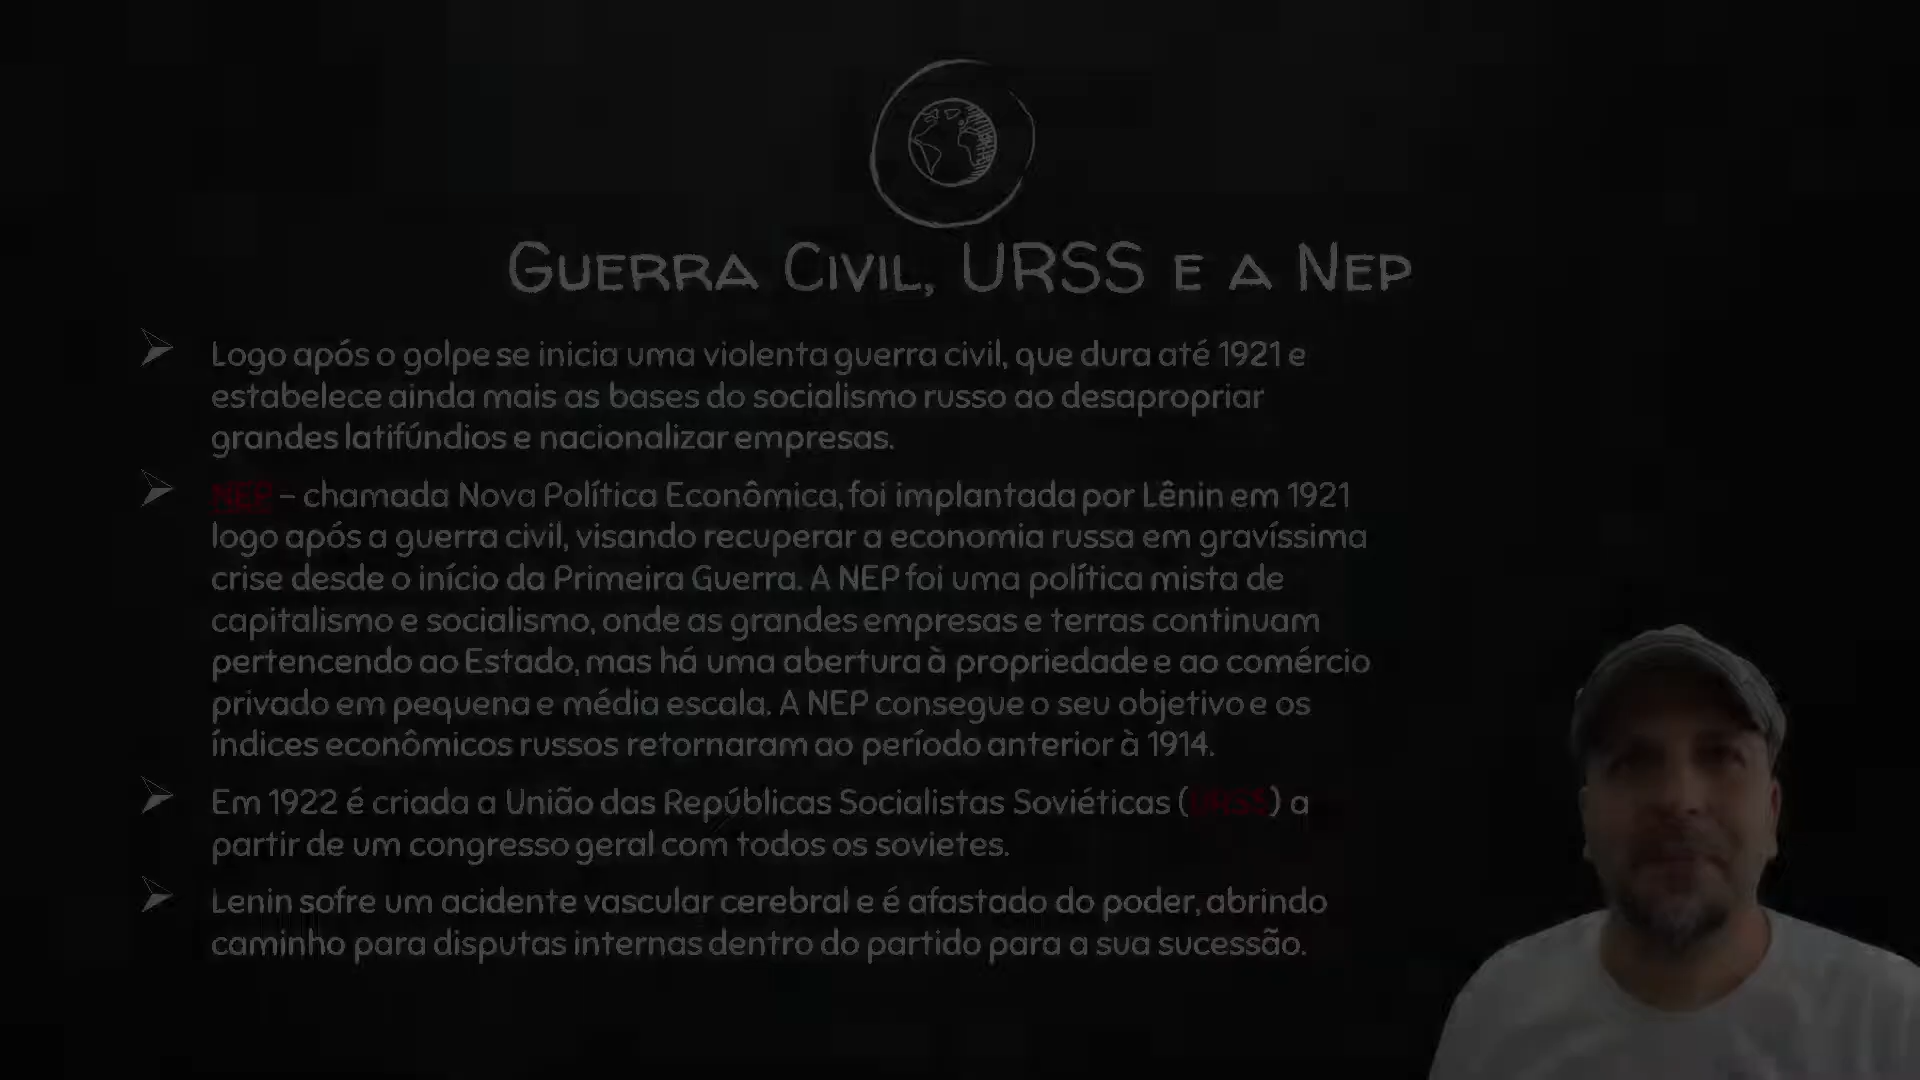 Guerra Civil, URSS e a Nep
Logo após o golpe se inicia uma violenta guerra civil, que dura até 1921 e
estabelece ainda mais as bases do socialismo russo ao desapropriar
grandes latifúndios e nacionalizar empresas.
NEP – chamada Nova Política Econômica, foi implantada por Lênin em 1921
logo após a guerra civil, visando recuperar a economia russa em gravíssima
crise desde o início da Primeira Guerra. A NEP foi uma política mista de
capitalismo e socialismo, onde as grandes empresas e terras continuam
pertencendo ao Estado, mas há uma abertura à propriedade e ao comércio
privado em pequena e média escala. A NEP consegue o seu objetivo e os
índices econômicos russos retornaram ao período anterior à 1914.
Em 1922 é criada a União das Repúblicas Socialistas Soviéticas (URSS) a
partir de um congresso geral com todos os sovietes.
Lenin sofre um acidente vascular cerebral e é afastado do poder, abrindo
caminho para disputas internas dentro do partido para a sua sucessão.